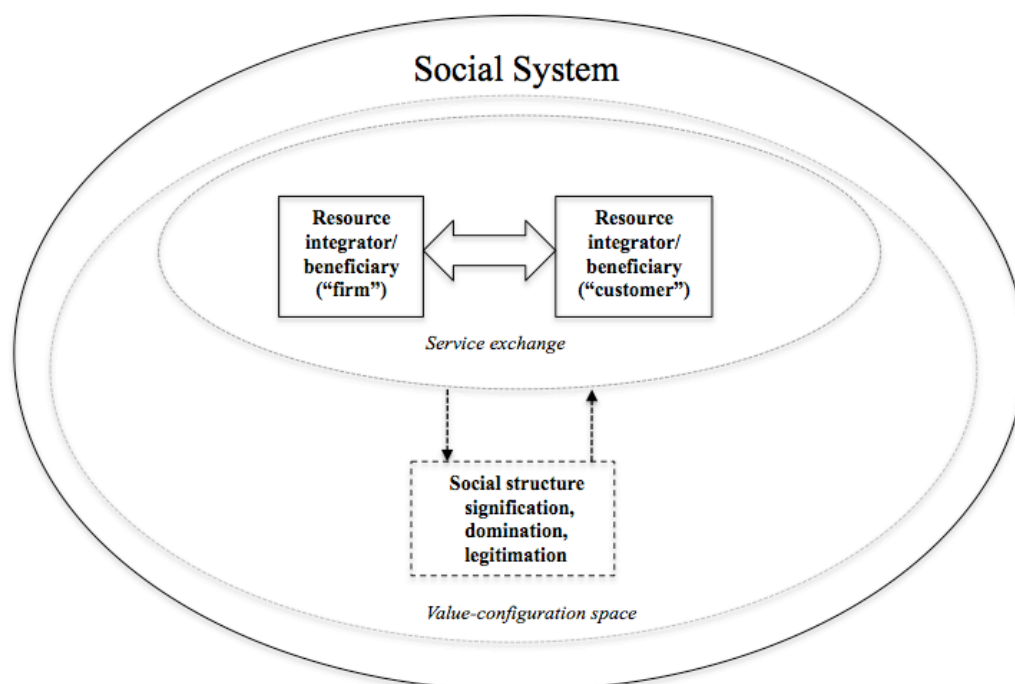 Social System
Resource
integrator/
beneficiary
(“firm”)
Resource
integrator/
beneficiary
(“customer”)
Service exchange
Social structure
signification,
domination,
legitimation
Value-configuration space